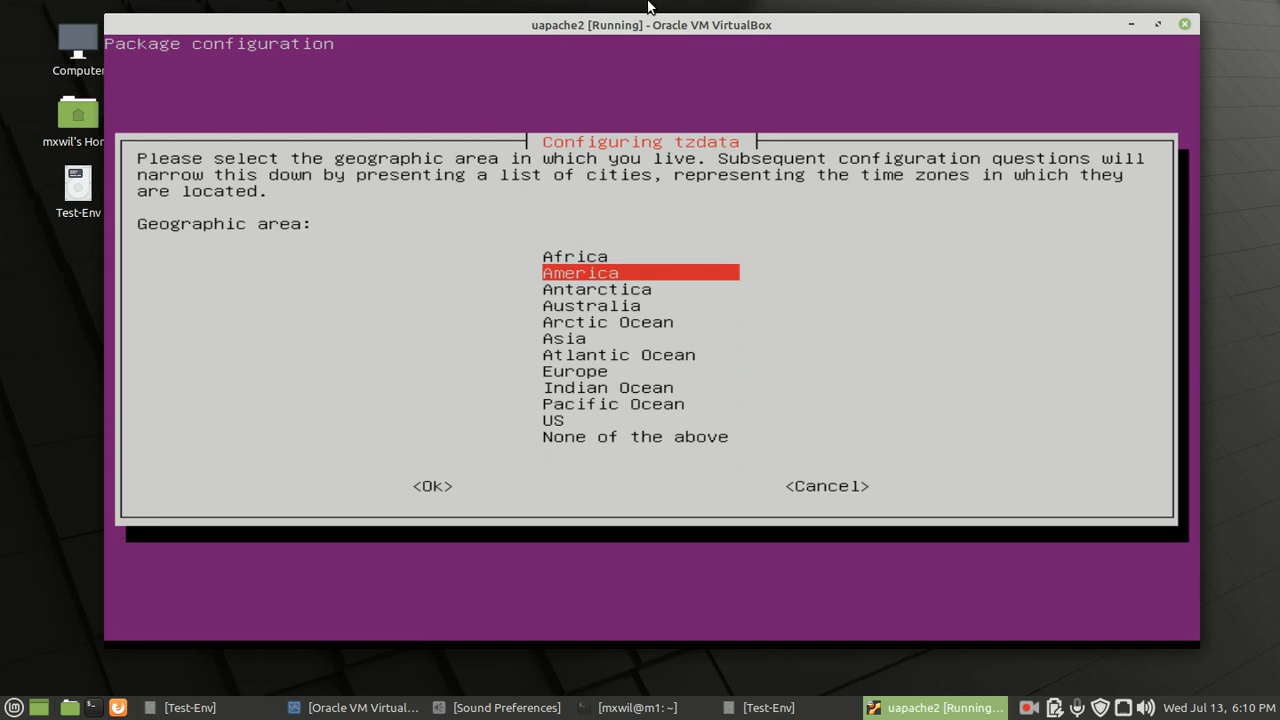 uapache2 [Running] - Oracle VM VirtualBox
Package configuration
Computer
mxwil's Hom
Test-Env
Configuring tzdata
Please select the geographic area in which you live. Subsequent configuration questions will
narrow this down by presenting a list of cities, representing the time zones in which they
are located.
Geographic area:
Africa
America
Antarctica
Australia
Arctic Ocean
Asia
Atlantic Ocean
Europe
Indian Ocean
Pacific Ocean
US
None of the above
<Ok> <Cancel>
[Test-Env] [Oracle VM Virtual... [Sound Preferences] [mxwil@m1: ~] [Test-Env] uapache2 [Running... Wed Jul 13, 6:10 PM